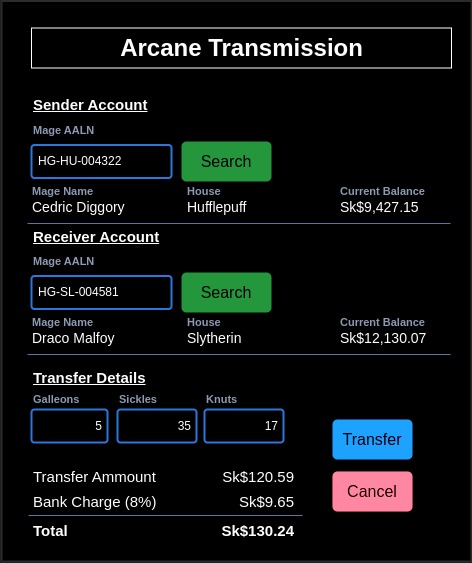 Arcane Transmission
Sender Account
Mage AALN
HG-HU-004322 Search
Mage Name House Current Balance
Cedric Diggory Hufflepuff Sk$9,427.15
Receiver Account
Mage AALN
HG-SL-004581 Search
Mage Name House Current Balance
Draco Malfoy Slytherin Sk$12,130.07
Transfer Details
Galleons Sickles Knuts
5 35 17
Transfer
Transfer Ammount Sk$120.59
Cancel
Bank Charge (8%) Sk$9.65
Total Sk$130.24